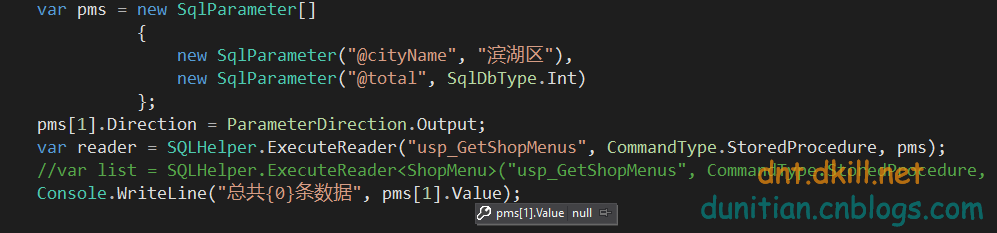 var pms = new SqlParameter[]
{
new SqlParameter("@cityName", "滨湖区"),
new SqlParameter("@total", SqlDbType.Int)
};
pms[1].Direction = ParameterDirection.Output;
var reader = SQLHelper.ExecuteReader("usp_GetShopMenus", CommandType.StoredProcedure, pms);
//var list = SQLHelper.ExecuteReader<ShopMenu>("usp_GetShopMenus", CommandType.StoredProcedure,
dnt.dkill.net
Console.WriteLine("总共{0}条数据", pms[1].Value);
pms[1].Value null
dunitian.cnblogs.com